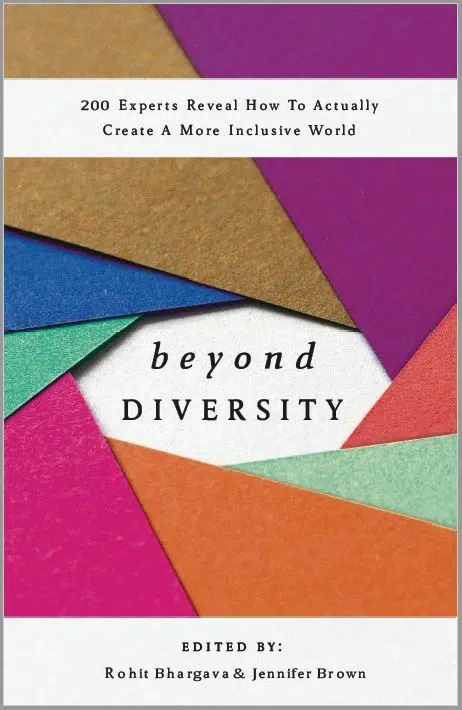 200 Experts Reveal How To Actually
Create A More Inclusive World
beyond
DIVERSITY
EDITED BY:
Rohit Bhargava & Jennifer Brown